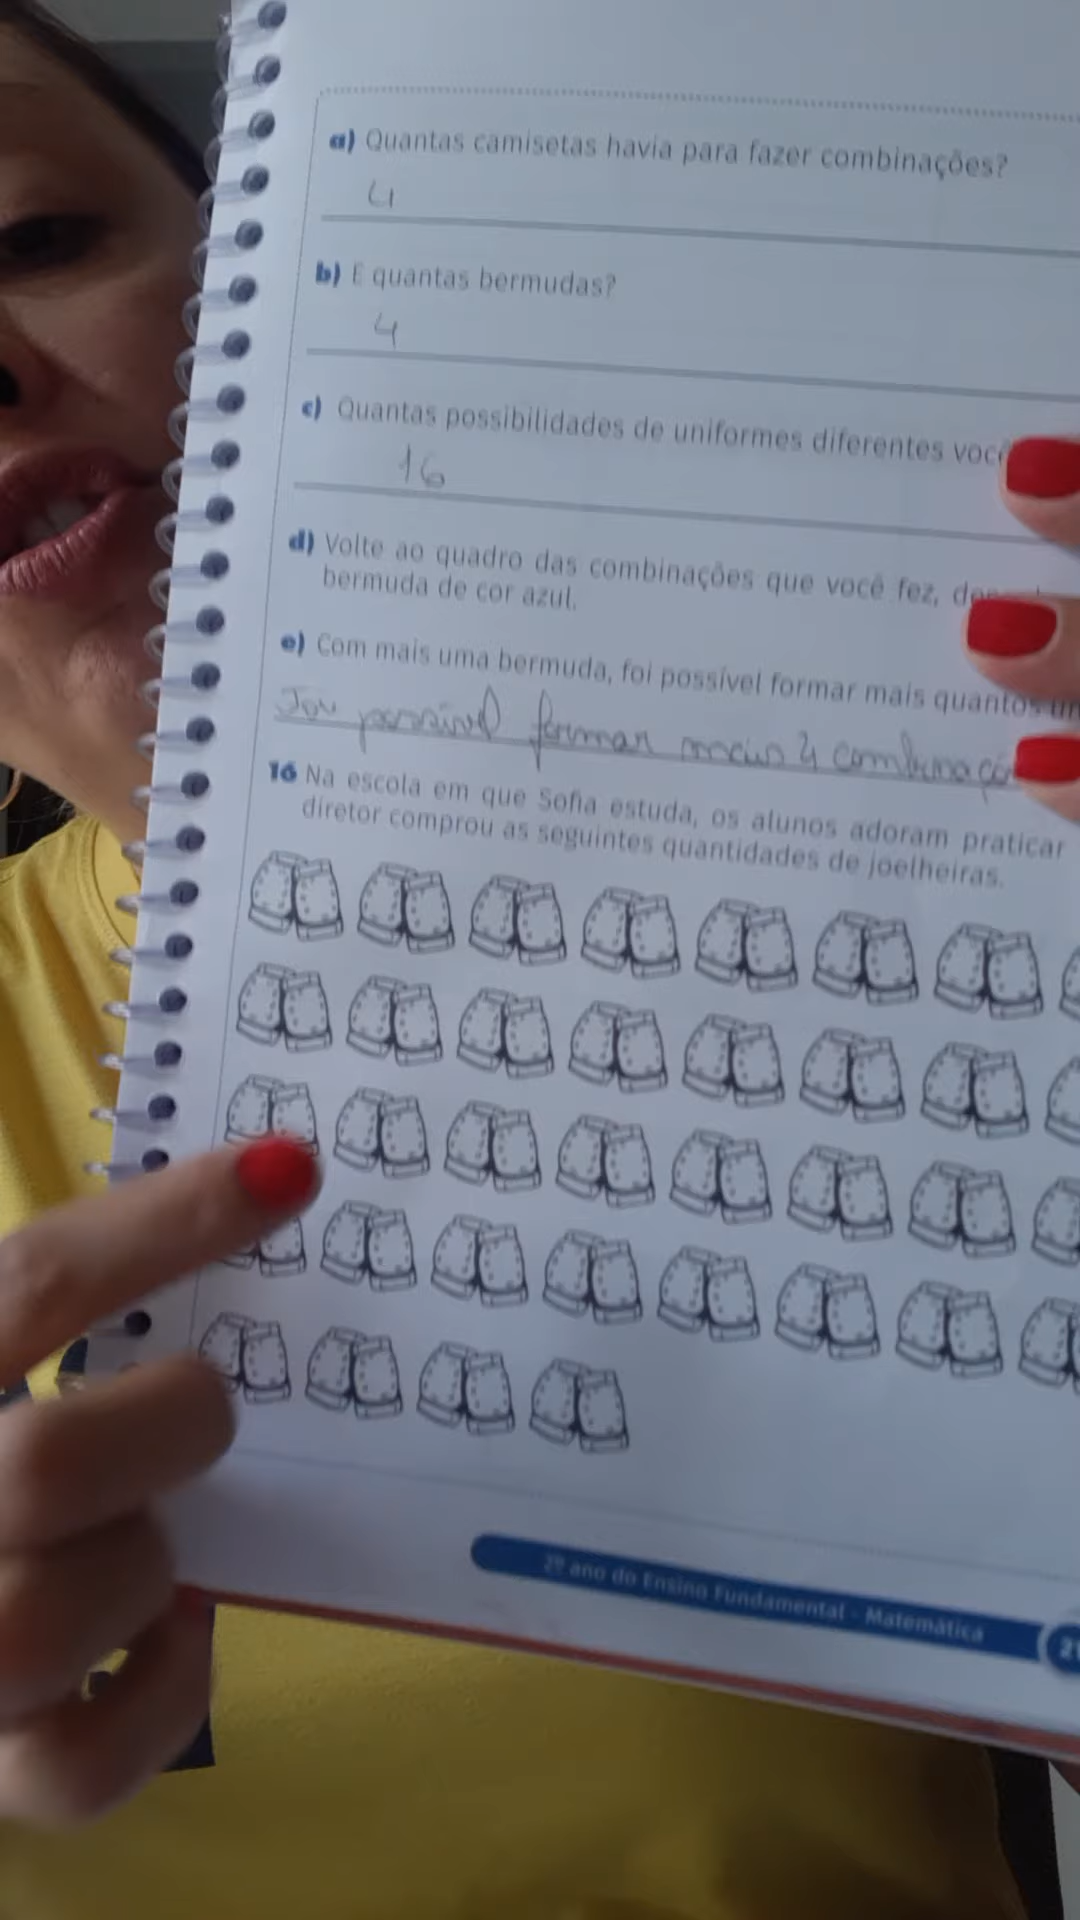 a) Quantas camisetas havia para fazer combinações?
4
b) E quantas bermudas?
4
c) Quantas possibilidades de uniformes diferentes você
16
d) Volte ao quadro das combinações que você fez,
bermuda de cor azul.
e) Com mais uma bermuda, foi possível formar mais quantos
Foi possível formar mais 4
16 Na escola em que Sofia estuda, os alunos adoram praticar
diretor comprou as seguintes quantidades de joelheiras.
2º ano do Ensino Fundamental - Matemática